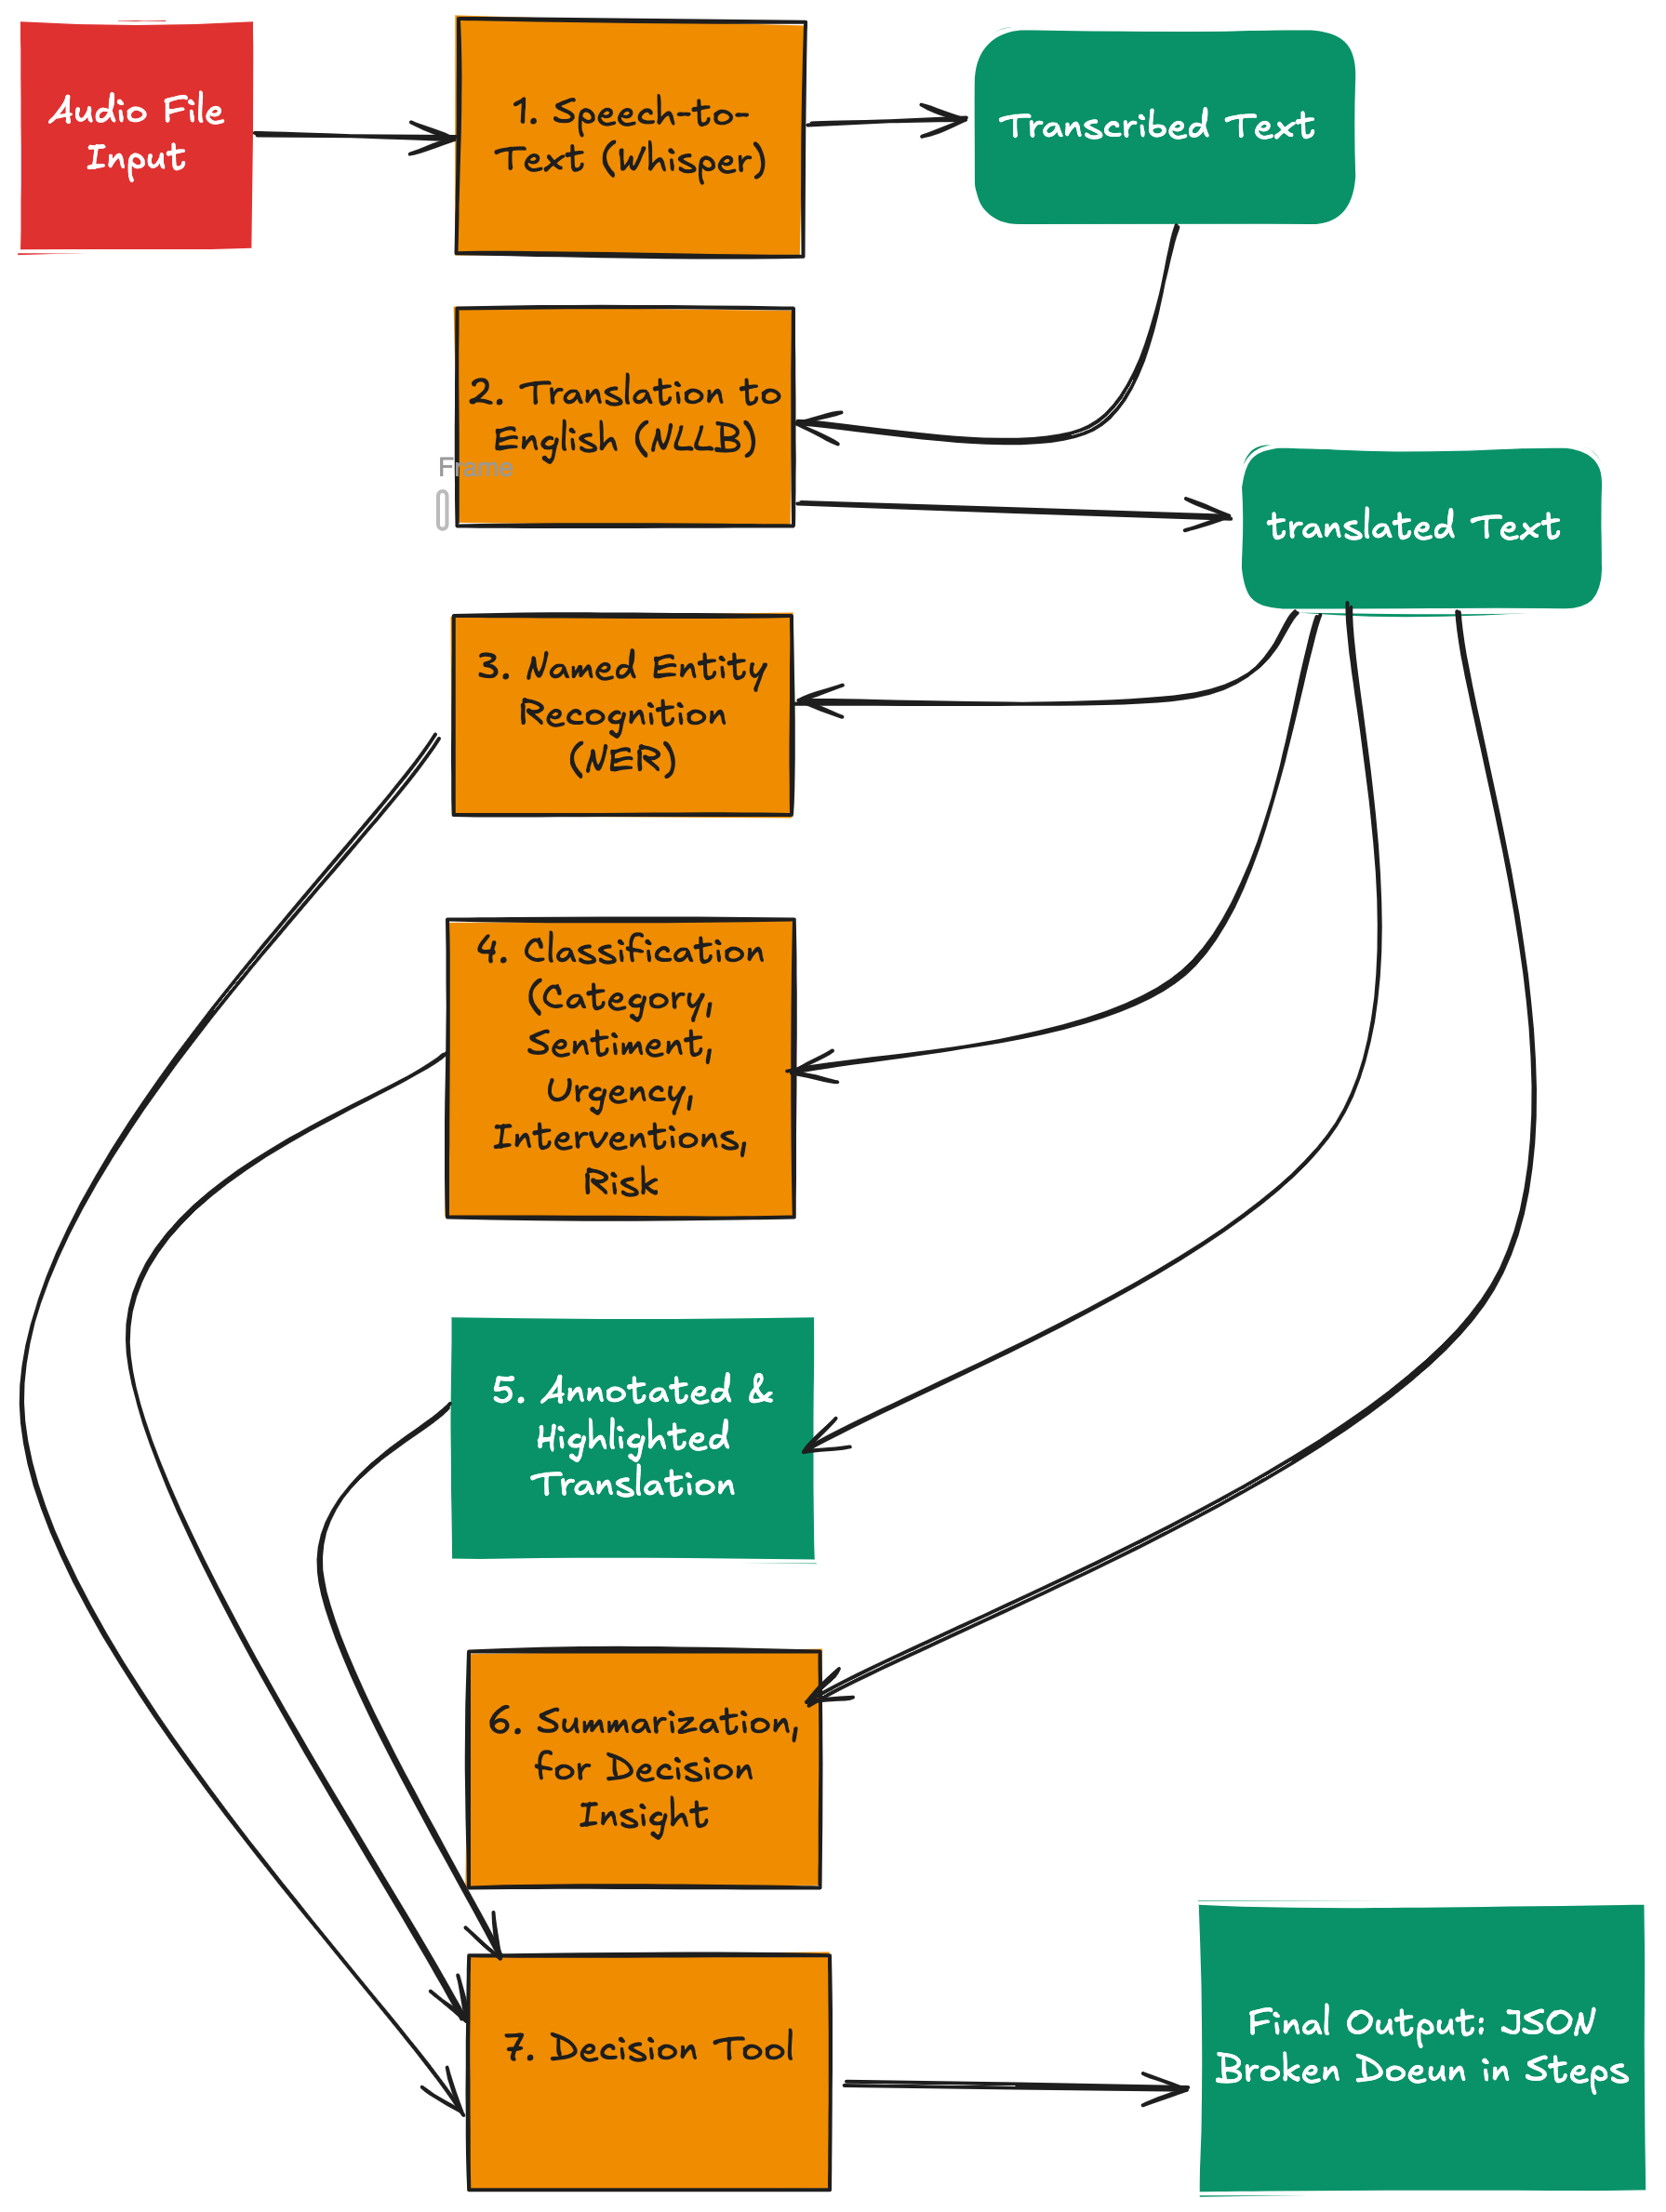 Audio File
Input
1. Speech-to-
Text (Whisper)
Transcribed Text
2. Translation to
English (NLLB)
Frame
translated Text
3. Named Entity
Recognition
(NER)
4. Classification
(Category,
Sentiment,
Urgency,
Interventions,
Risk
5. Annotated &
Highlighted
Translation
6. Summarization,
for Decision
Insight
7. Decision Tool
Final Output: JSON
Broken Doeun in Steps